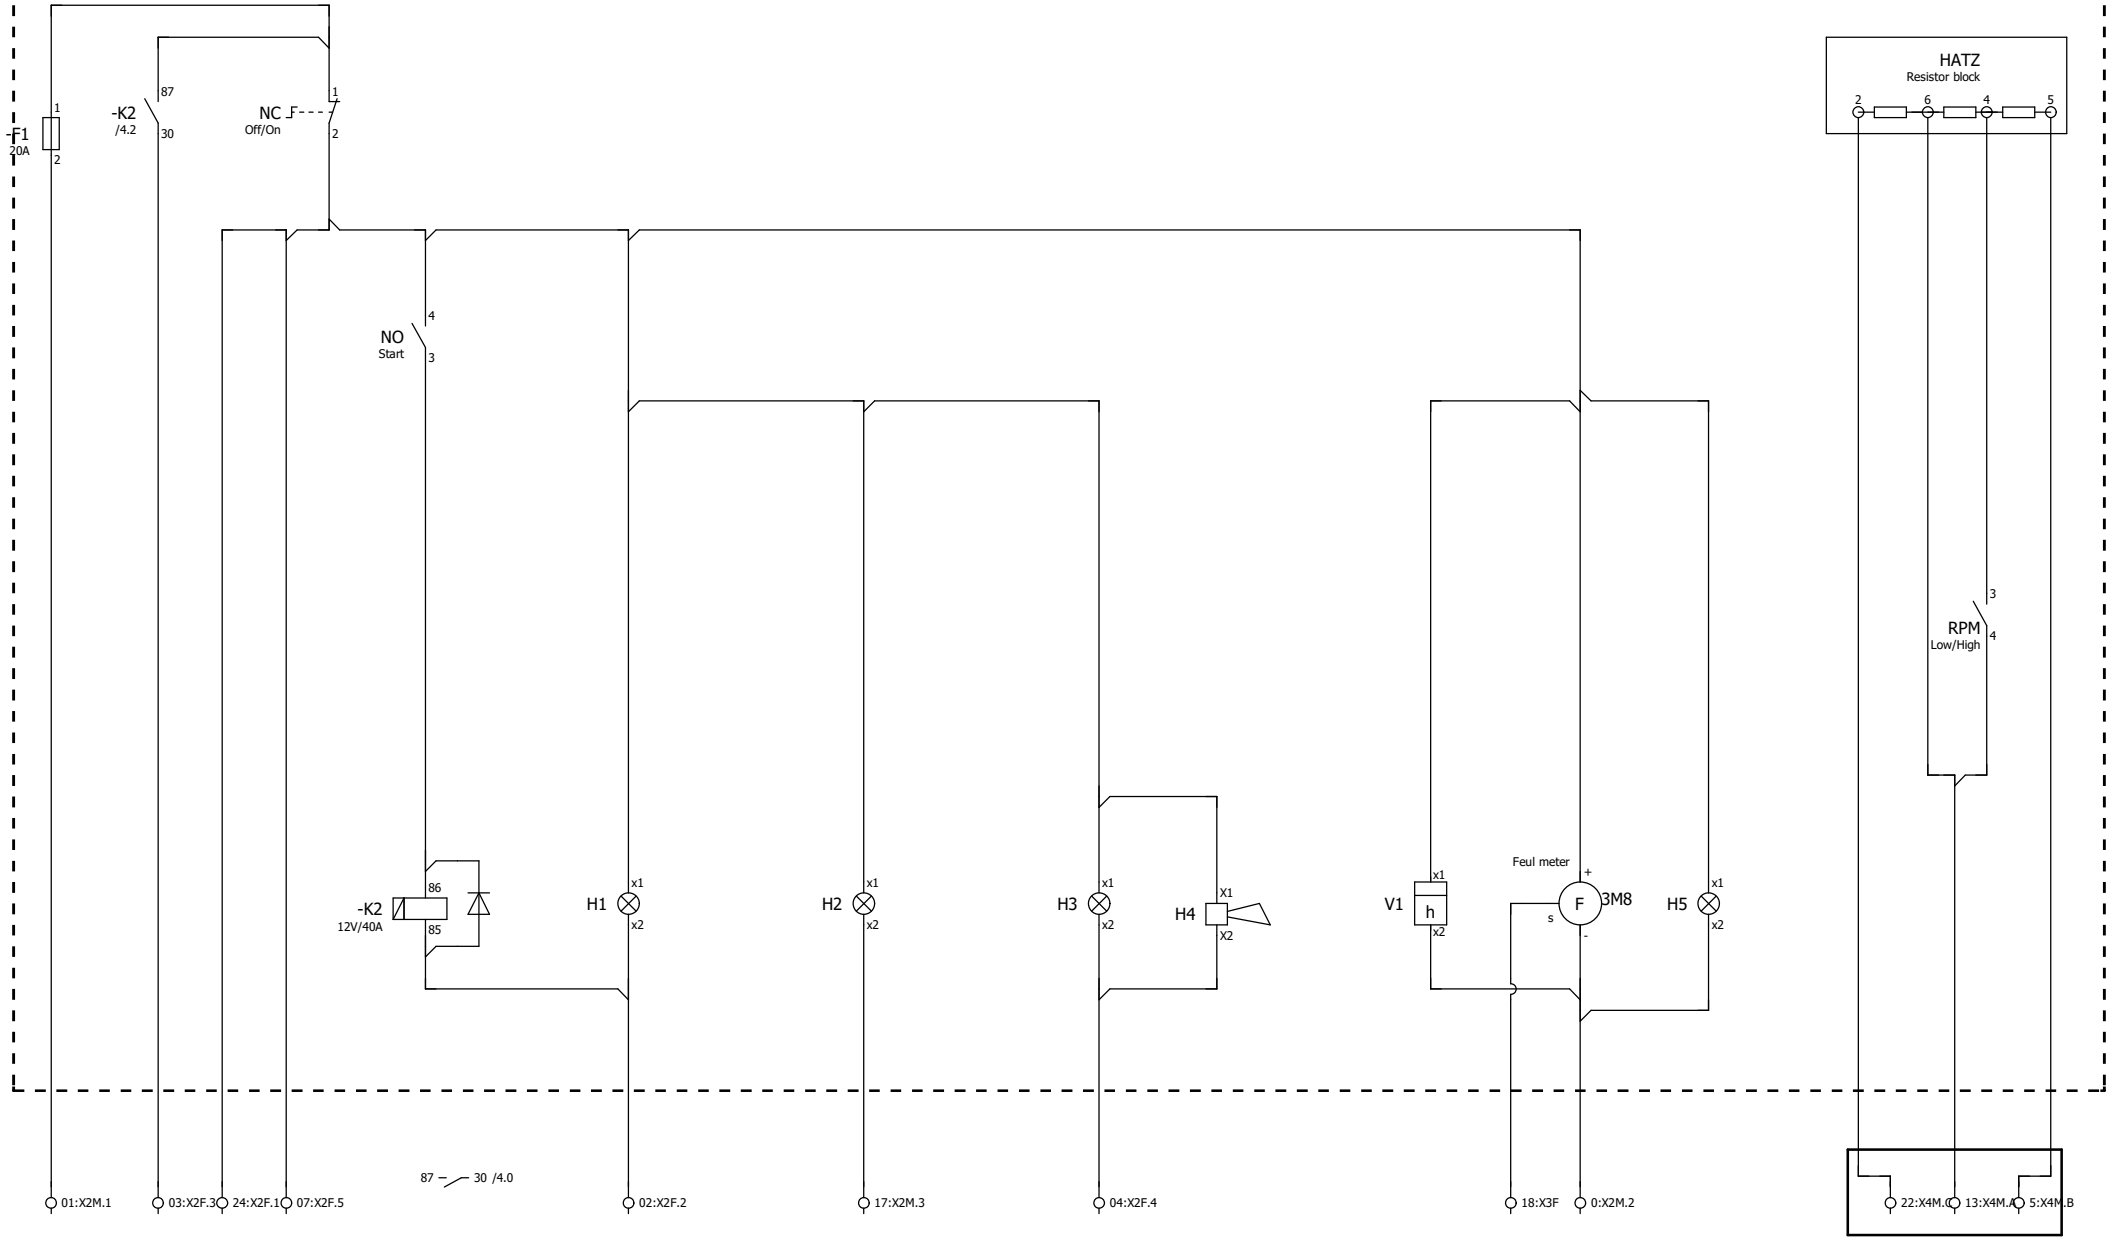 HATZ
Resistor block
2
6
4
5
87
-K2
/4.2
30
1
-F1
20A
2
1
NC
Off/On
2
4
NO
Start
3
3
RPM
Low/High
4
86
-K2
12V/40A
85
x1
H1
x2
x1
H2
x2
x1
H3
x2
X1
H4
X2
x1
V1
h
x2
Feul meter
+
F
3M8
s
-
x1
H5
x2
87
30 /4.0
01:X2M.1
03:X2F.3
24:X2F.1
07:X2F.5
02:X2F.2
17:X2M.3
04:X2F.4
18:X3F
0:X2M.2
22:X4M.C
13:X4M.A
5:X4M.B